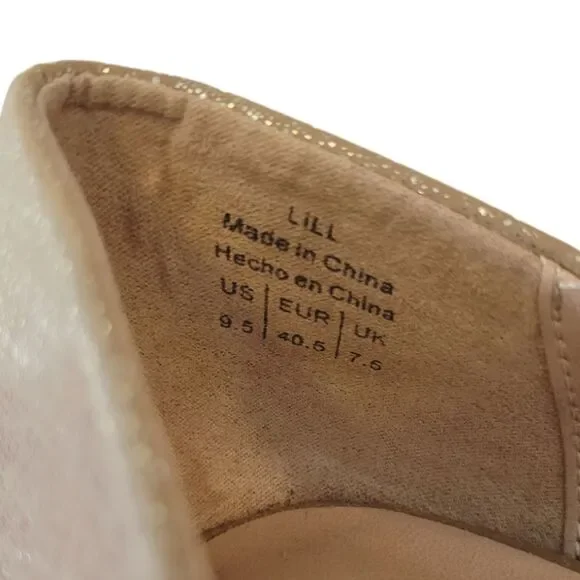 LILL
Made in China
Hecho en China
US | EUR | UK
9.5 | 40.5 | 7.5